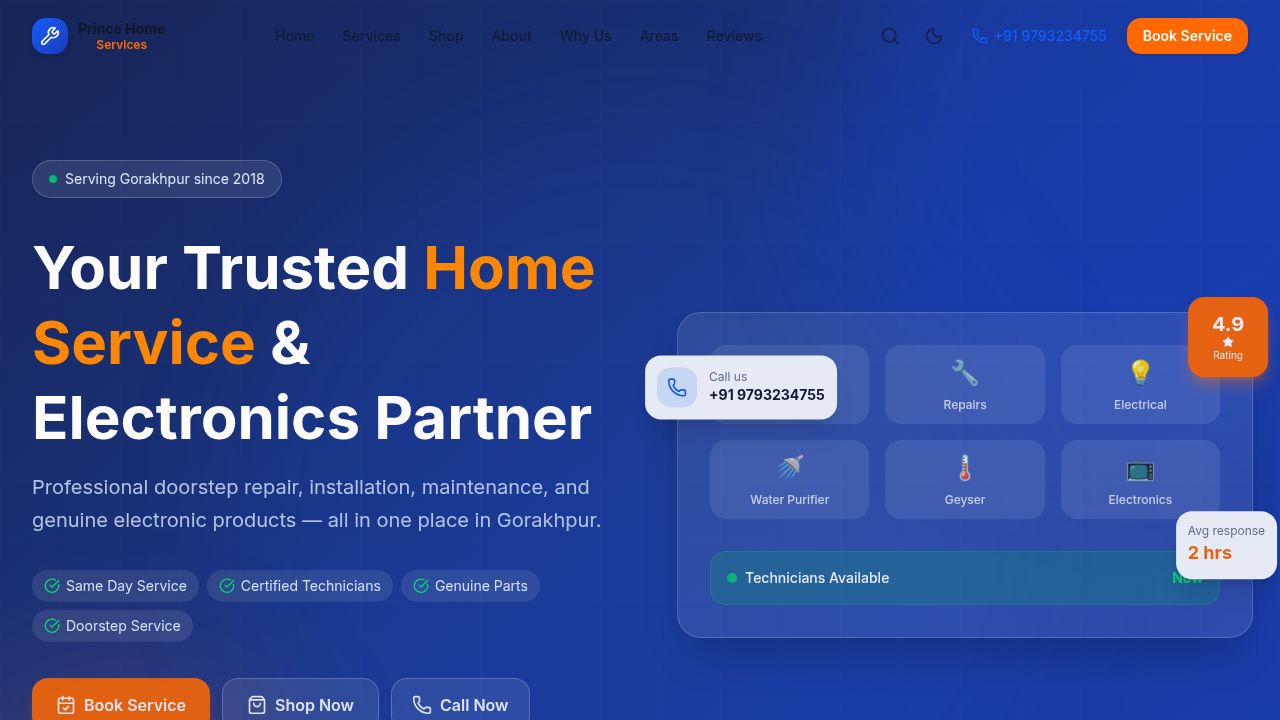 Prince Home
Services
Home
Services
Shop
About
Why Us
Areas
Reviews
+91 9793234755
Book Service
Serving Gorakhpur since 2018
Your Trusted Home
Service &
Electronics Partner
Professional doorstep repair, installation, maintenance, and
genuine electronic products — all in one place in Gorakhpur.
Same Day Service
Certified Technicians
Genuine Parts
Doorstep Service
Book Service
Shop Now
Call Now
Call us
+91 9793234755
Repairs
Electrical
4.9
Rating
Water Purifier
Geyser
Electronics
Avg response
2 hrs
Technicians Available
Now